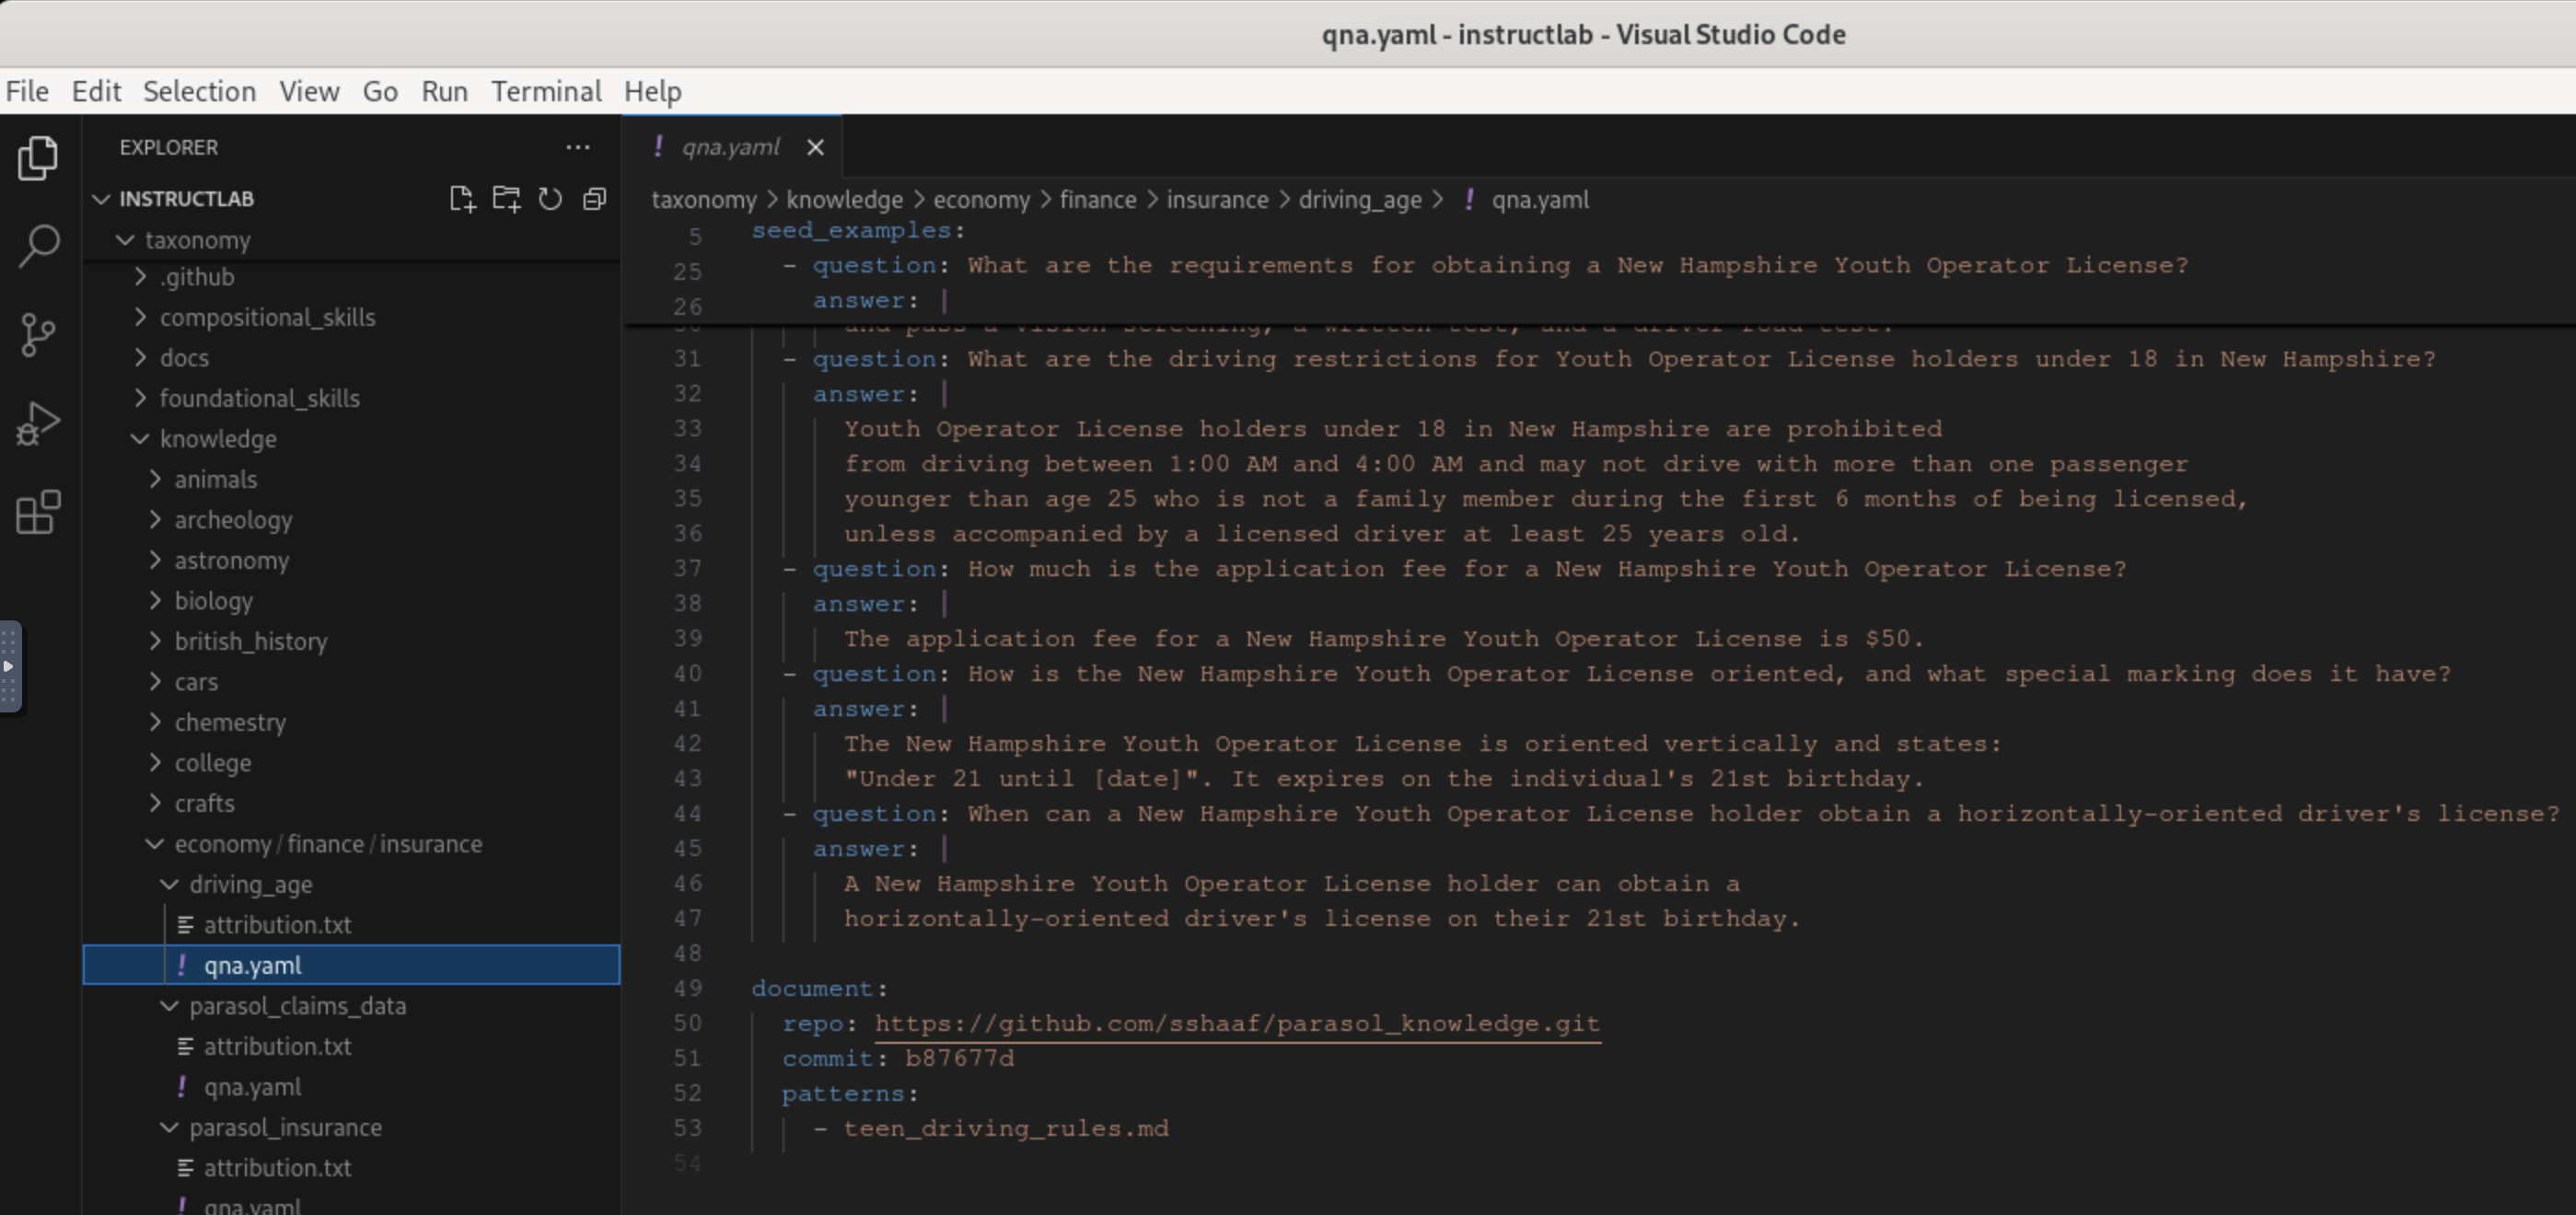 qna.yaml - instructlab - Visual Studio Code
File Edit Selection View Go Run Terminal Help
EXPLORER
INSTRUCTLAB
taxonomy
.github
compositional_skills
docs
foundational_skills
knowledge
animals
archeology
astronomy
biology
british_history
cars
chemestry
college
crafts
economy / finance / insurance
driving_age
attribution.txt
! qna.yaml
parasol_claims_data
attribution.txt
! qna.yaml
parasol_insurance
attribution.txt
! qna.yaml
! qna.yaml
taxonomy > knowledge > economy > finance > insurance > driving_age > ! qna.yaml
5 seed_examples:
25 - question: What are the requirements for obtaining a New Hampshire Youth Operator License?
26 answer: |
30 and pass a vision screening, a written test, and a driver road test.
31 - question: What are the driving restrictions for Youth Operator License holders under 18 in New Hampshire?
32 answer: |
33 Youth Operator License holders under 18 in New Hampshire are prohibited
34 from driving between 1:00 AM and 4:00 AM and may not drive with more than one passenger
35 younger than age 25 who is not a family member during the first 6 months of being licensed,
36 unless accompanied by a licensed driver at least 25 years old.
37 - question: How much is the application fee for a New Hampshire Youth Operator License?
38 answer: |
39 The application fee for a New Hampshire Youth Operator License is $50.
40 - question: How is the New Hampshire Youth Operator License oriented, and what special marking does it have?
41 answer: |
42 The New Hampshire Youth Operator License is oriented vertically and states:
43 "Under 21 until [date]". It expires on the individual's 21st birthday.
44 - question: When can a New Hampshire Youth Operator License holder obtain a horizontally-oriented driver's license?
45 answer: |
46 A New Hampshire Youth Operator License holder can obtain a
47 horizontally-oriented driver's license on their 21st birthday.
48
49 document:
50 repo: https://github.com/sshaaf/parasol_knowledge.git
51 commit: b87677d
52 patterns:
53 - teen_driving_rules.md
54